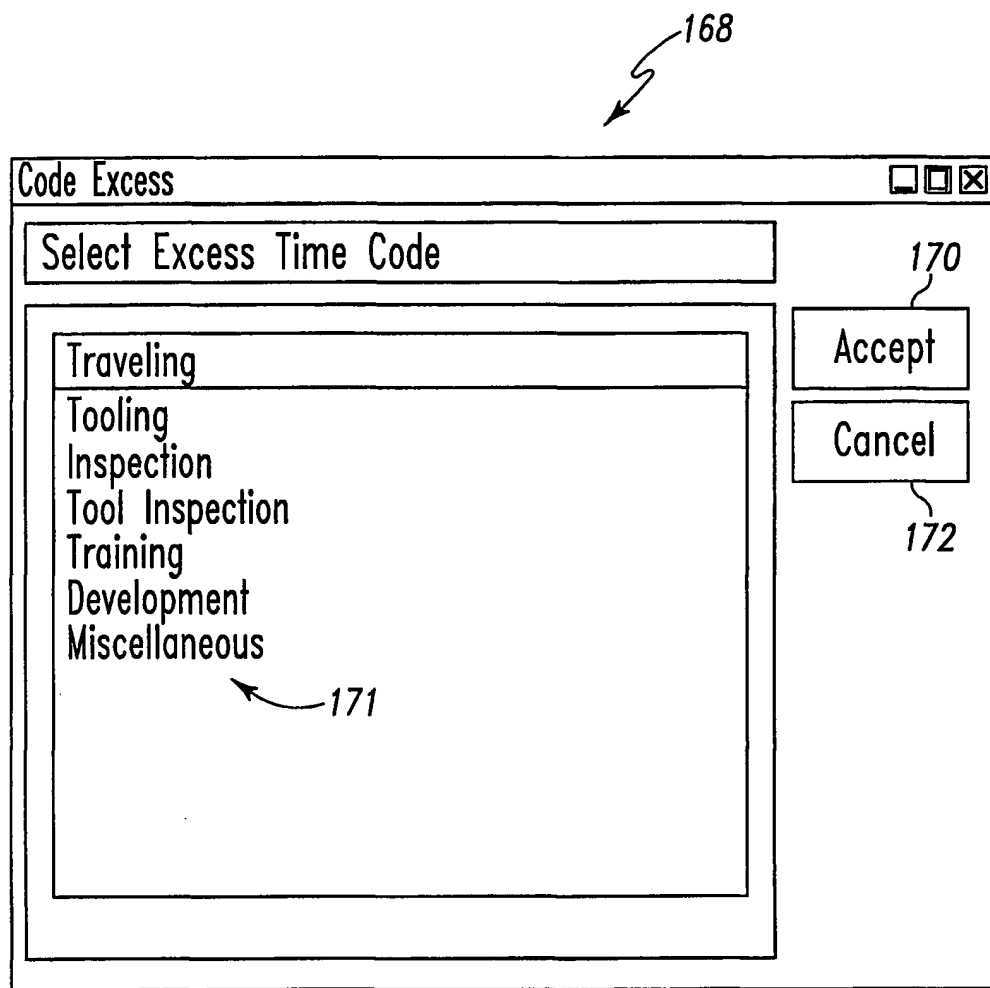 168
Code Excess
Select Excess Time Code
170
Traveling
Accept
Tooling
Cancel
Inspection
Tool Inspection
172
Training
Development
Miscellaneous
171